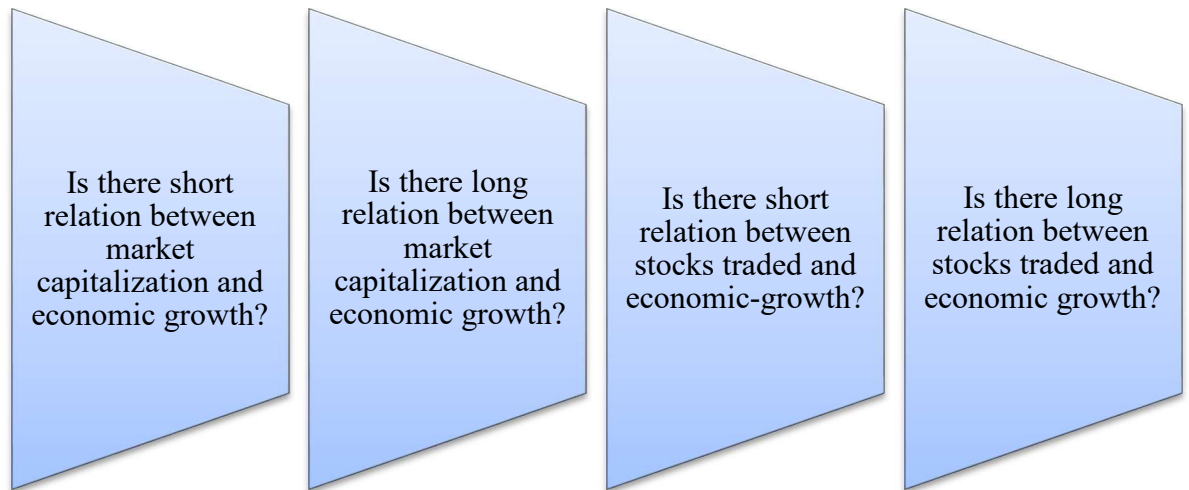 Is there short
relation between
market
capitalization and
economic growth?
Is there long
relation between
market
capitalization and
economic growth?
Is there short
relation between
stocks traded and
economic-growth?
Is there long
relation between
stocks traded and
economic growth?